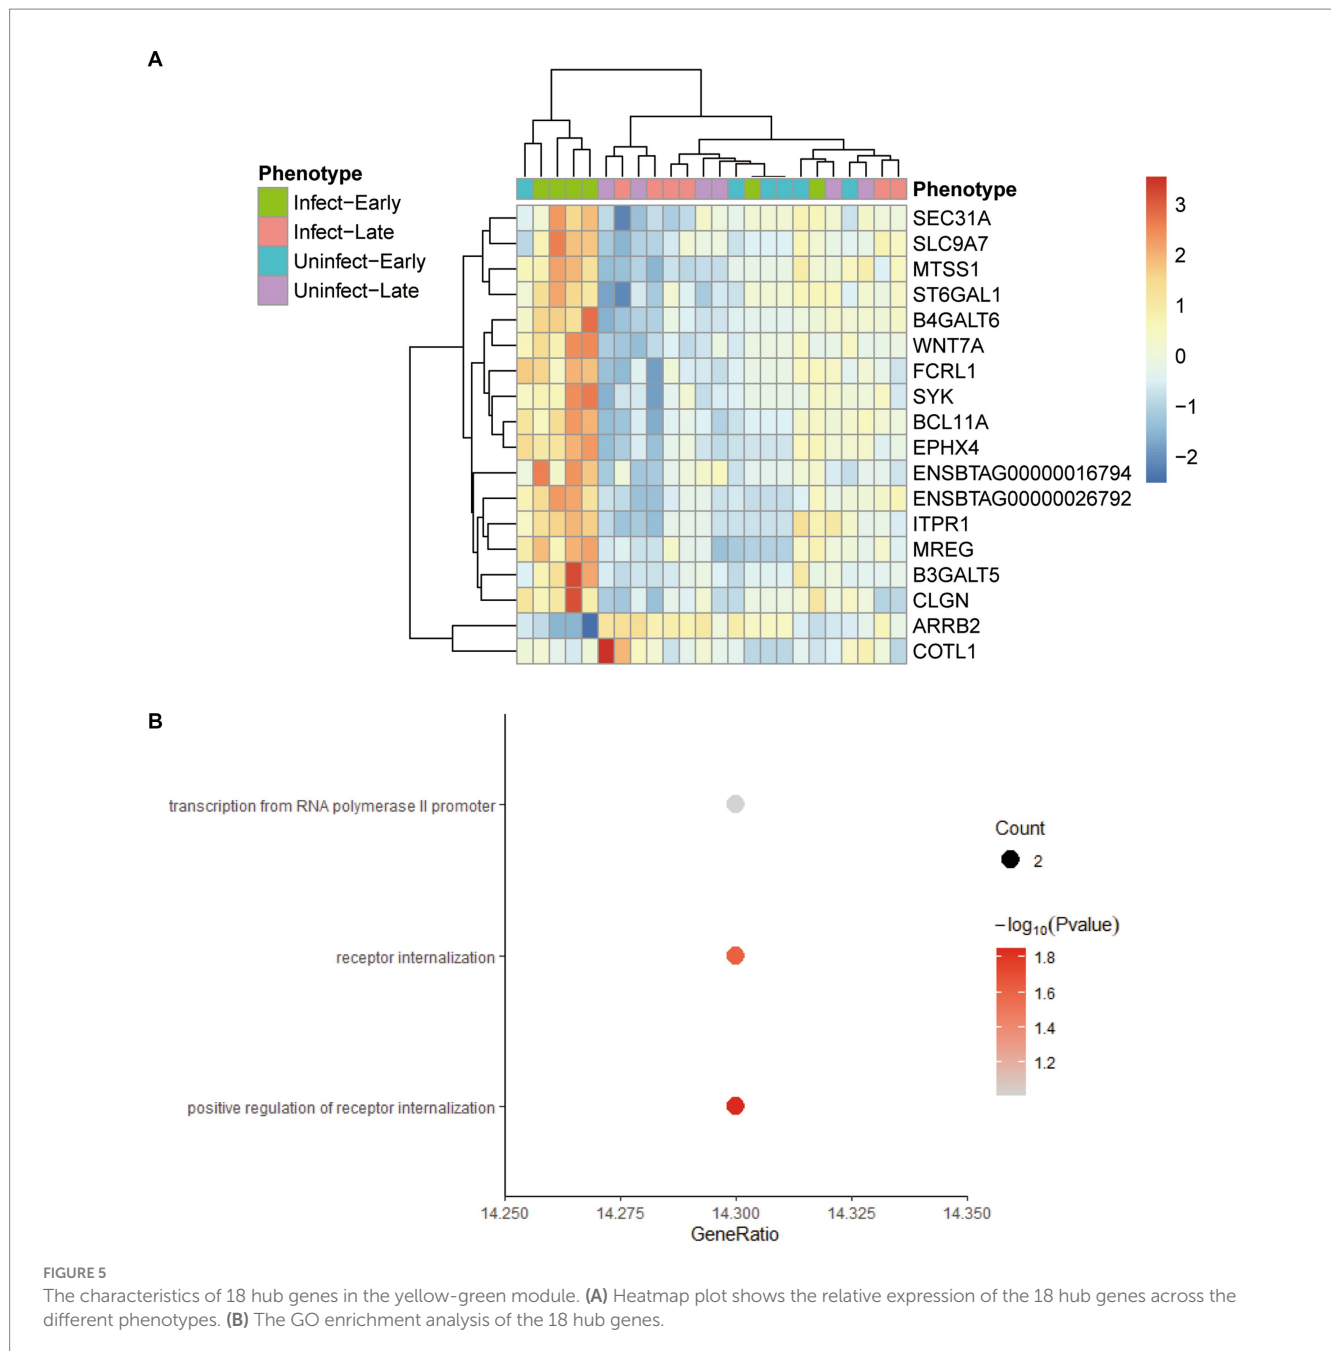 A
Phenotype
Infect-Early
Infect-Late
Uninfect-Early
Uninfect-Late
Phenotype
SEC31A
SLC9A7
MTSS1
ST6GAL1
B4GALT6
WNT7A
FCRL1
SYK
BCL11A
EPHX4
ENSBTAG00000016794
ENSBTAG00000026792
ITPR1
MREG
B3GALT5
CLGN
ARRB2
COTL1
3
2
1
0
−1
−2
B
transcription from RNA polymerase II promoter
receptor internalization
positive regulation of receptor internalization
14.250
14.275
14.300
14.325
14.350
GeneRatio
Count
2
−log₁₀(Pvalue)
1.8
1.6
1.4
1.2
FIGURE 5
The characteristics of 18 hub genes in the yellow-green module. (A) Heatmap plot shows the relative expression of the 18 hub genes across the
different phenotypes. (B) The GO enrichment analysis of the 18 hub genes.